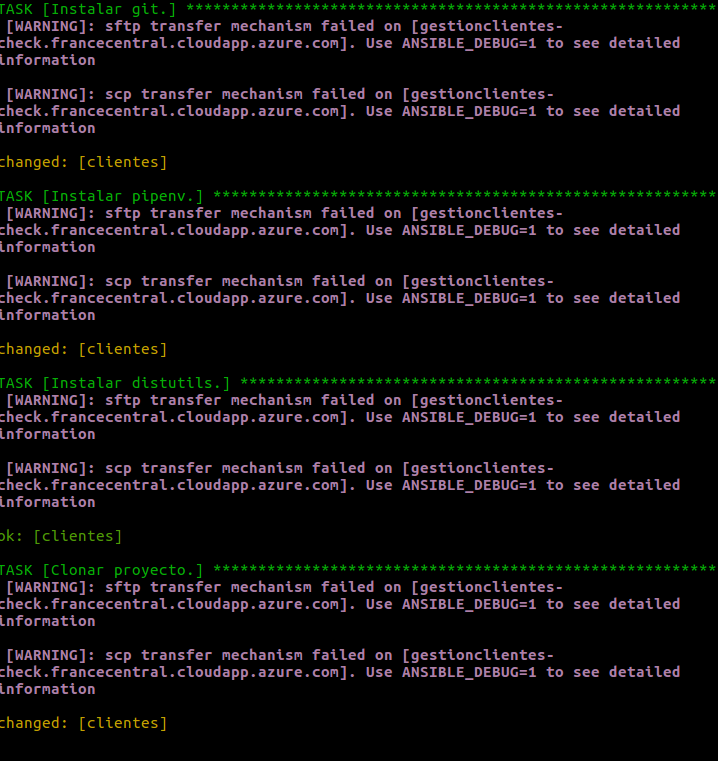 TASK [Instalar git.] ***********************************************************
[WARNING]: sftp transfer mechanism failed on [gestionclientes-
check.francecentral.cloudapp.azure.com]. Use ANSIBLE_DEBUG=1 to see detailed
information
[WARNING]: scp transfer mechanism failed on [gestionclientes-
check.francecentral.cloudapp.azure.com]. Use ANSIBLE_DEBUG=1 to see detailed
information
changed: [clientes]
TASK [Instalar pipenv.] ********************************************************
[WARNING]: sftp transfer mechanism failed on [gestionclientes-
check.francecentral.cloudapp.azure.com]. Use ANSIBLE_DEBUG=1 to see detailed
information
[WARNING]: scp transfer mechanism failed on [gestionclientes-
check.francecentral.cloudapp.azure.com]. Use ANSIBLE_DEBUG=1 to see detailed
information
changed: [clientes]
TASK [Instalar distutils.] *****************************************************
[WARNING]: sftp transfer mechanism failed on [gestionclientes-
check.francecentral.cloudapp.azure.com]. Use ANSIBLE_DEBUG=1 to see detailed
information
[WARNING]: scp transfer mechanism failed on [gestionclientes-
check.francecentral.cloudapp.azure.com]. Use ANSIBLE_DEBUG=1 to see detailed
information
ok: [clientes]
TASK [Clonar proyecto.] ********************************************************
[WARNING]: sftp transfer mechanism failed on [gestionclientes-
check.francecentral.cloudapp.azure.com]. Use ANSIBLE_DEBUG=1 to see detailed
information
[WARNING]: scp transfer mechanism failed on [gestionclientes-
check.francecentral.cloudapp.azure.com]. Use ANSIBLE_DEBUG=1 to see detailed
information
changed: [clientes]